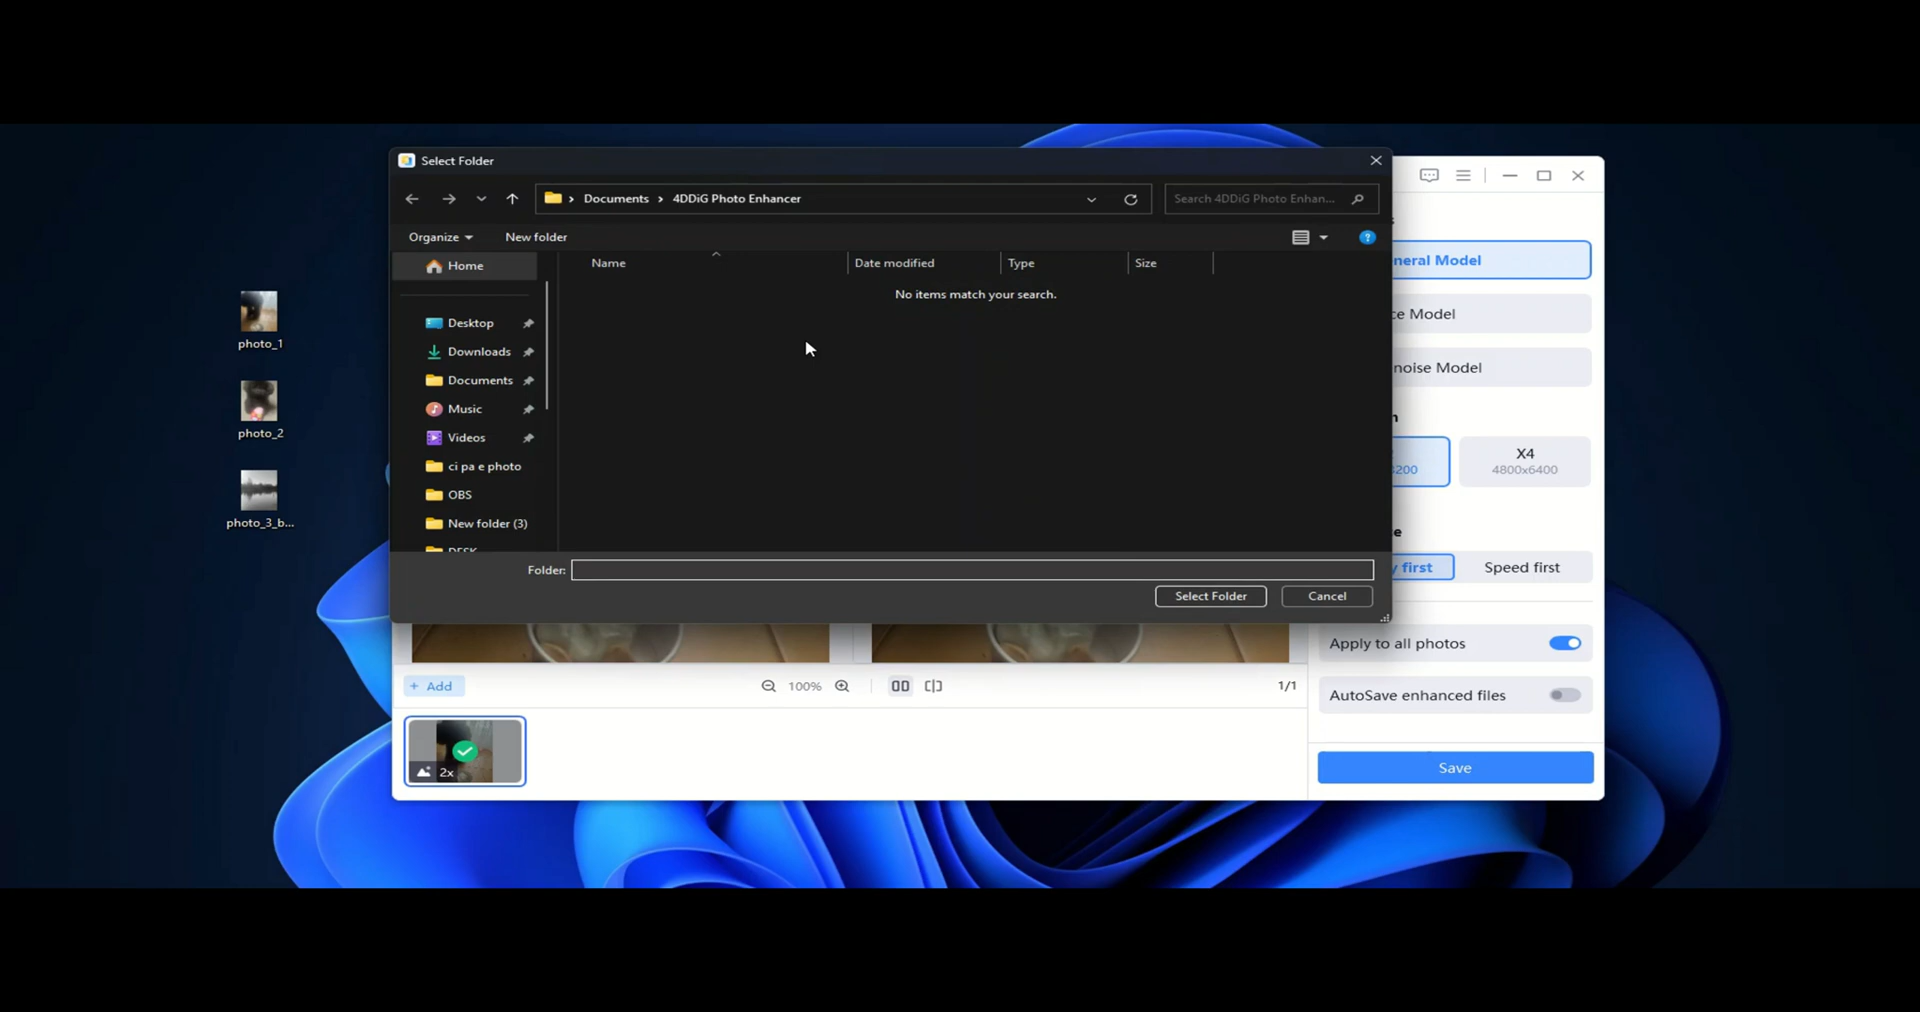 Select Folder
Documents > 4DDiG Photo Enhancer
Search 4DDiG Photo Enhan...
Organize
New folder
Home
Name
Date modified
Type
Size
No items match your search.
Desktop
Downloads
Documents
Music
Videos
ci pa e photo
OBS
New folder (3)
Folder:
Select Folder
Cancel
photo_1
photo_2
photo_3_b...
neral Model
ce Model
noise Model
X4
4800x6400
Speed first
Apply to all photos
AutoSave enhanced files
Save
+ Add
100%
1/1
2x